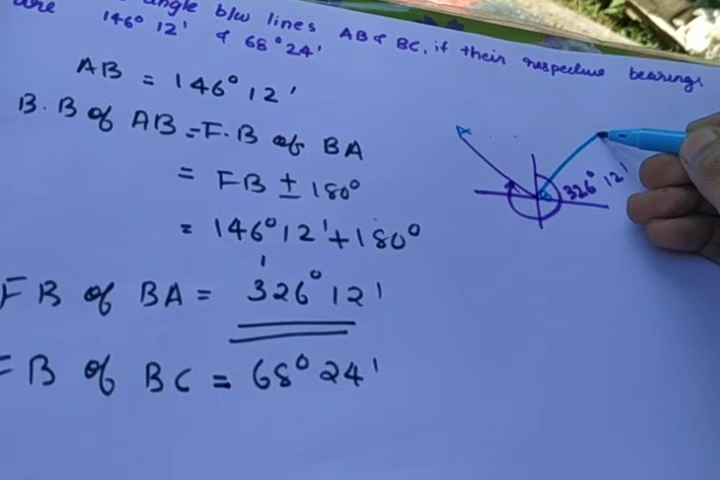 are angle b/w lines AB & BC, if their respective bearings
146° 12' & 68° 24'
AB = 146° 12'
B.B of AB = F.B of BA
= FB ± 180°
= 146° 12' + 180°
FB of BA = 326° 12'
FB of BC = 68° 24'
A
B
326° 12'